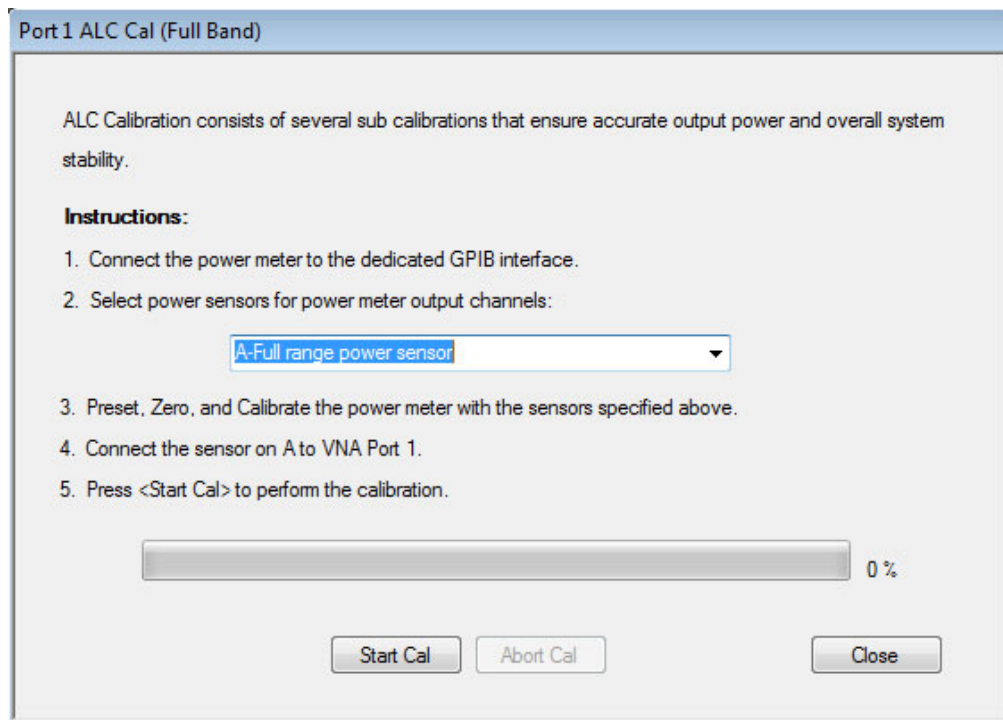 Port 1 ALC Cal (Full Band)
ALC Calibration consists of several sub calibrations that ensure accurate output power and overall system
stability.
Instructions:
1. Connect the power meter to the dedicated GPIB interface.
2. Select power sensors for power meter output channels:
A-Full range power sensor
3. Preset, Zero, and Calibrate the power meter with the sensors specified above.
4. Connect the sensor on A to VNA Port 1.
5. Press <Start Cal> to perform the calibration.
0 %
Start Cal Abort Cal Close